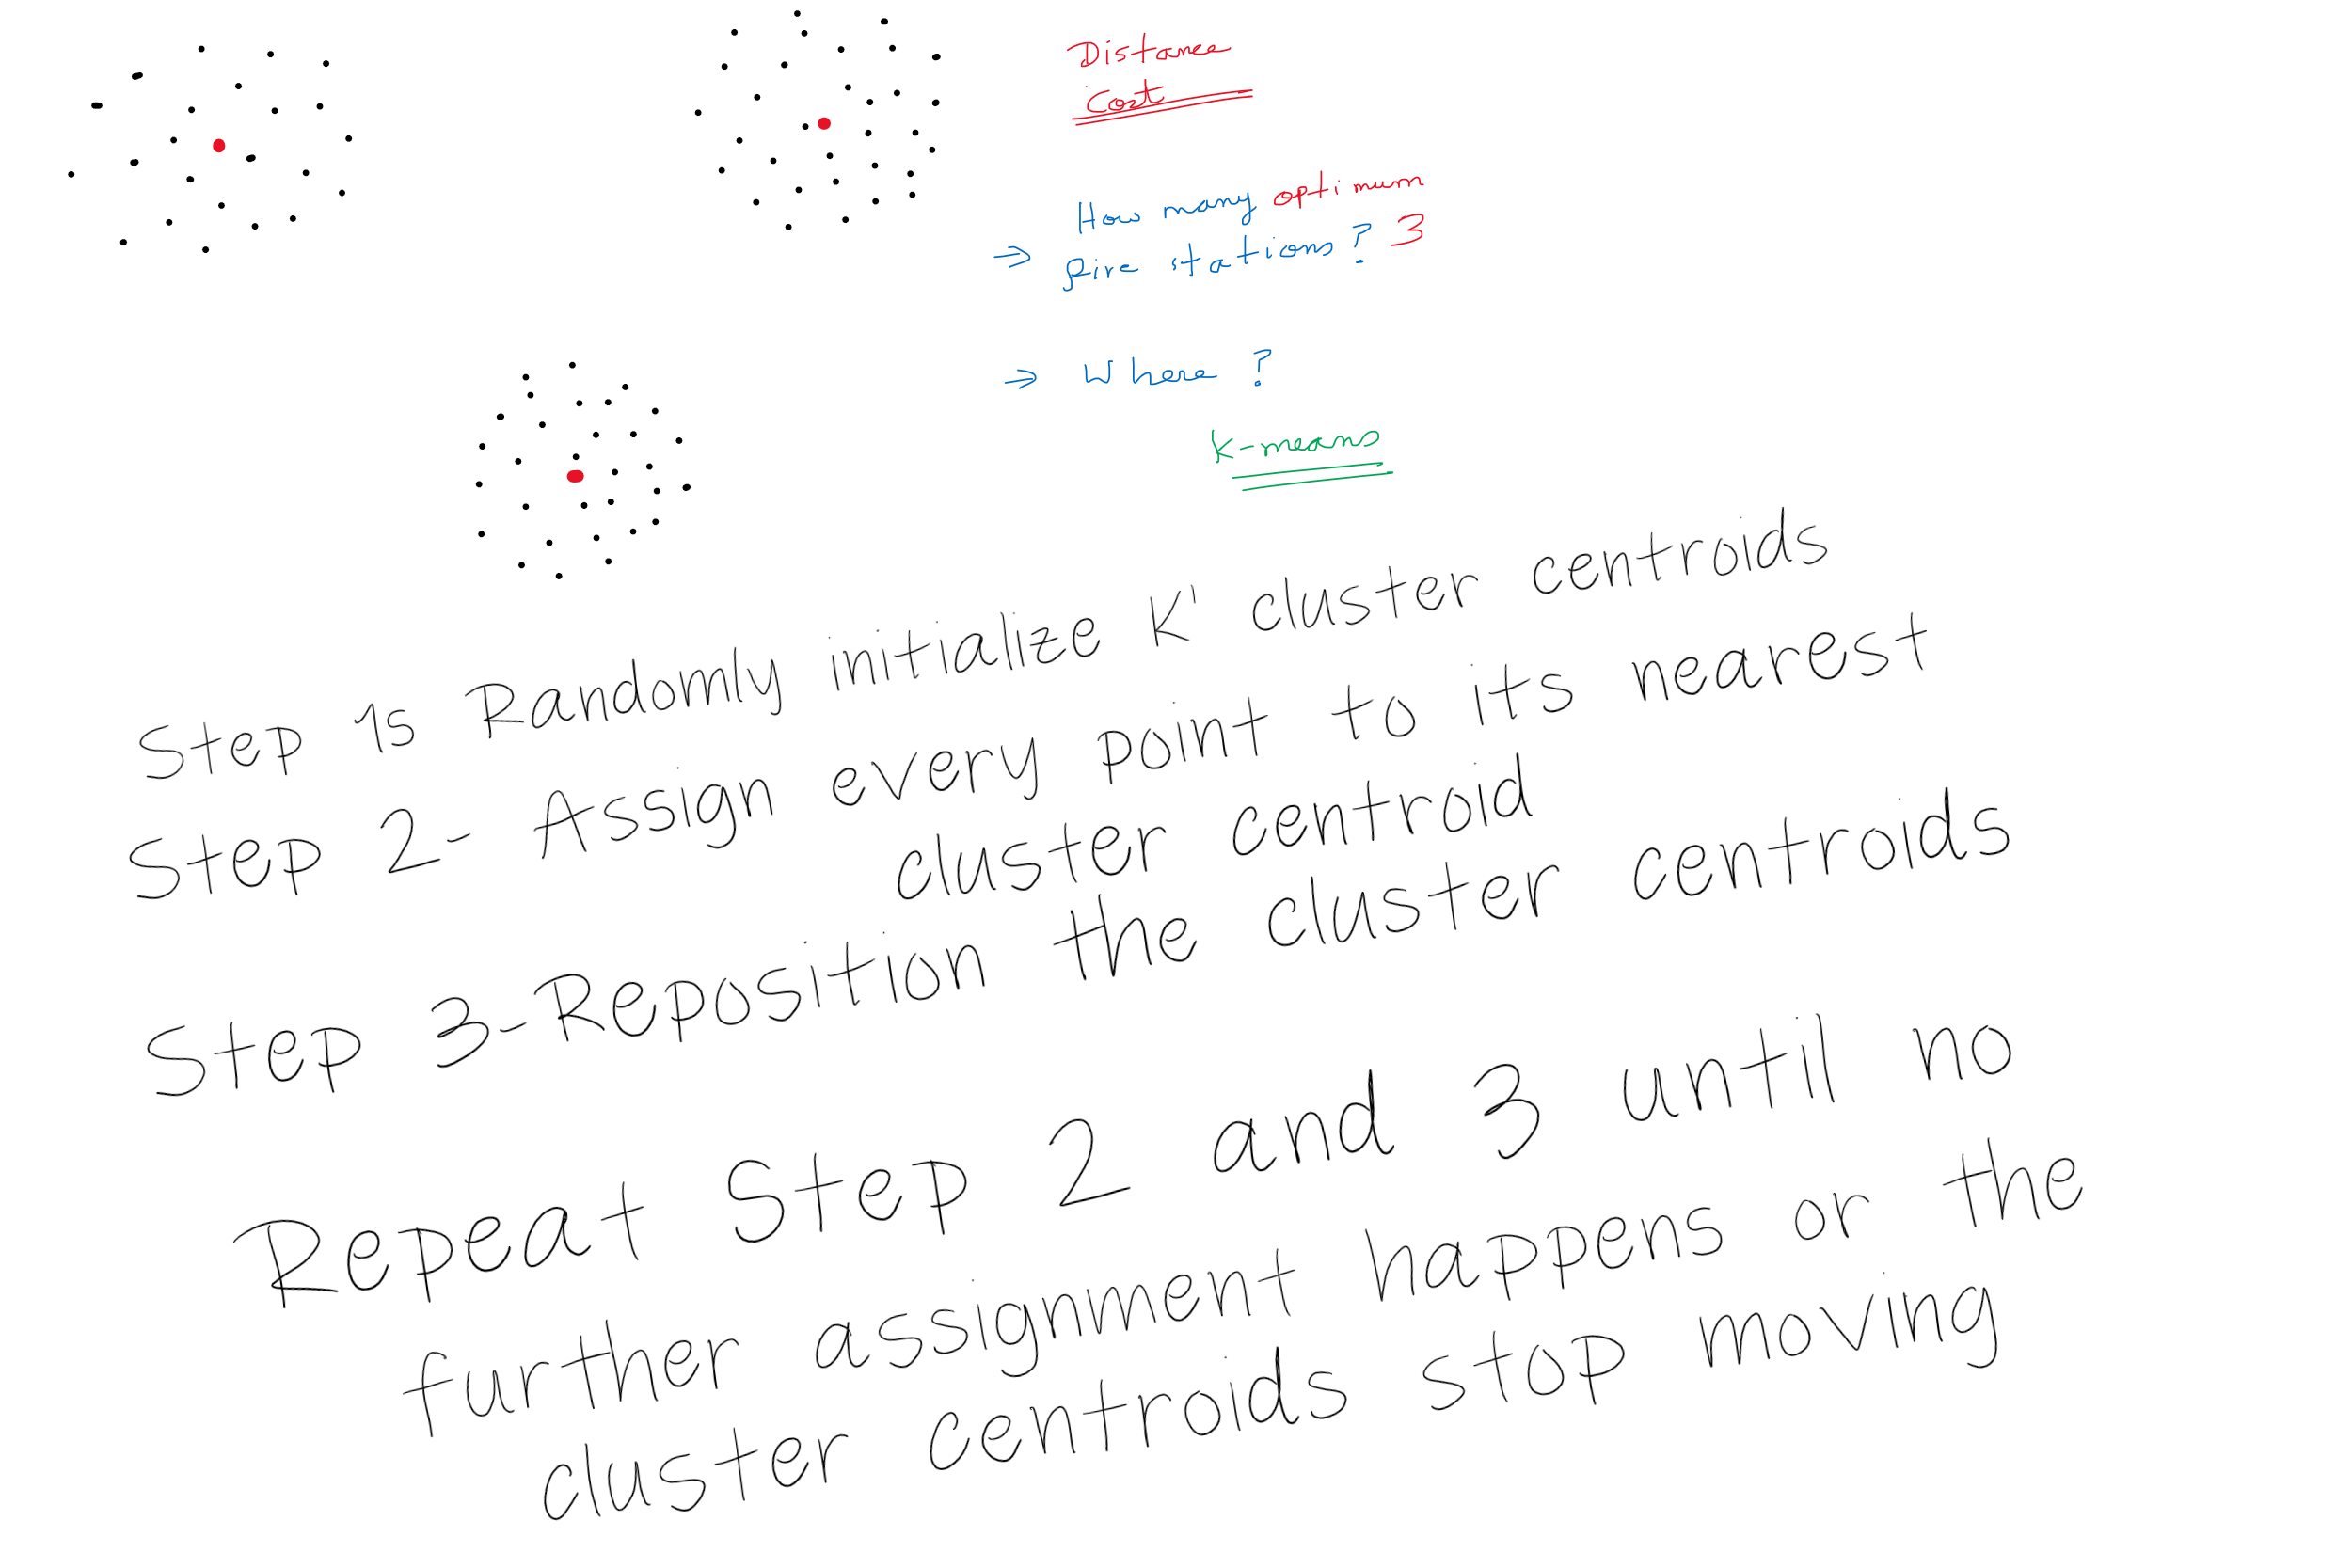 Distance
Cost
How many optimum
⇒ fire stations? 3
⇒ Where?
K-means
Step 1s Randomly initialize K' cluster centroids
Step 2- Assign every point to its nearest
cluster centroid
Step 3-Reposition the cluster centroids
Repeat Step 2 and 3 until no
further assignment happens or the
cluster centroids stop moving